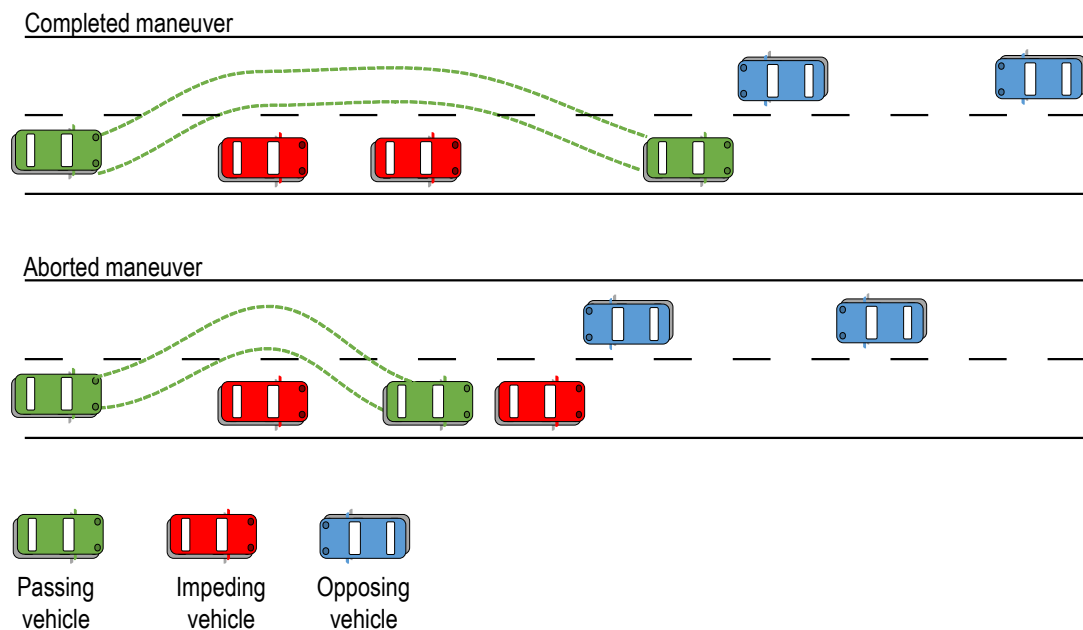 Completed maneuver
Aborted maneuver
Passing
vehicle
Impeding
vehicle
Opposing
vehicle